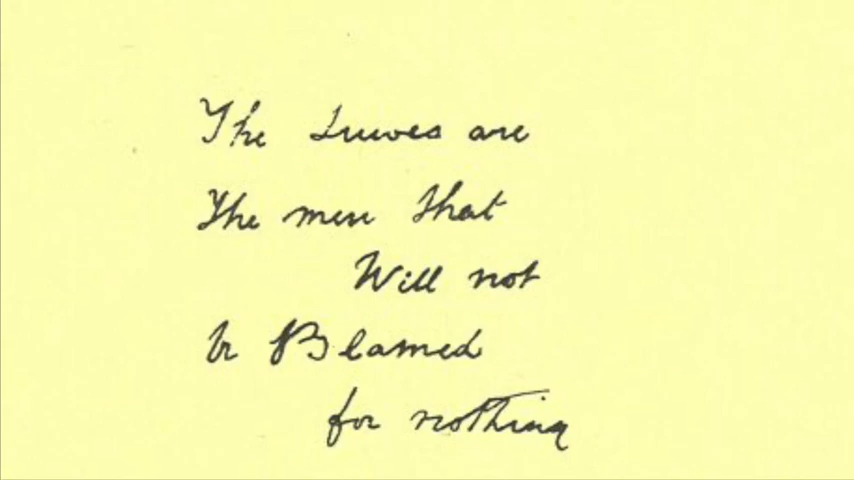 The Juwes are
The men that
Will not
be Blamed
for nothing